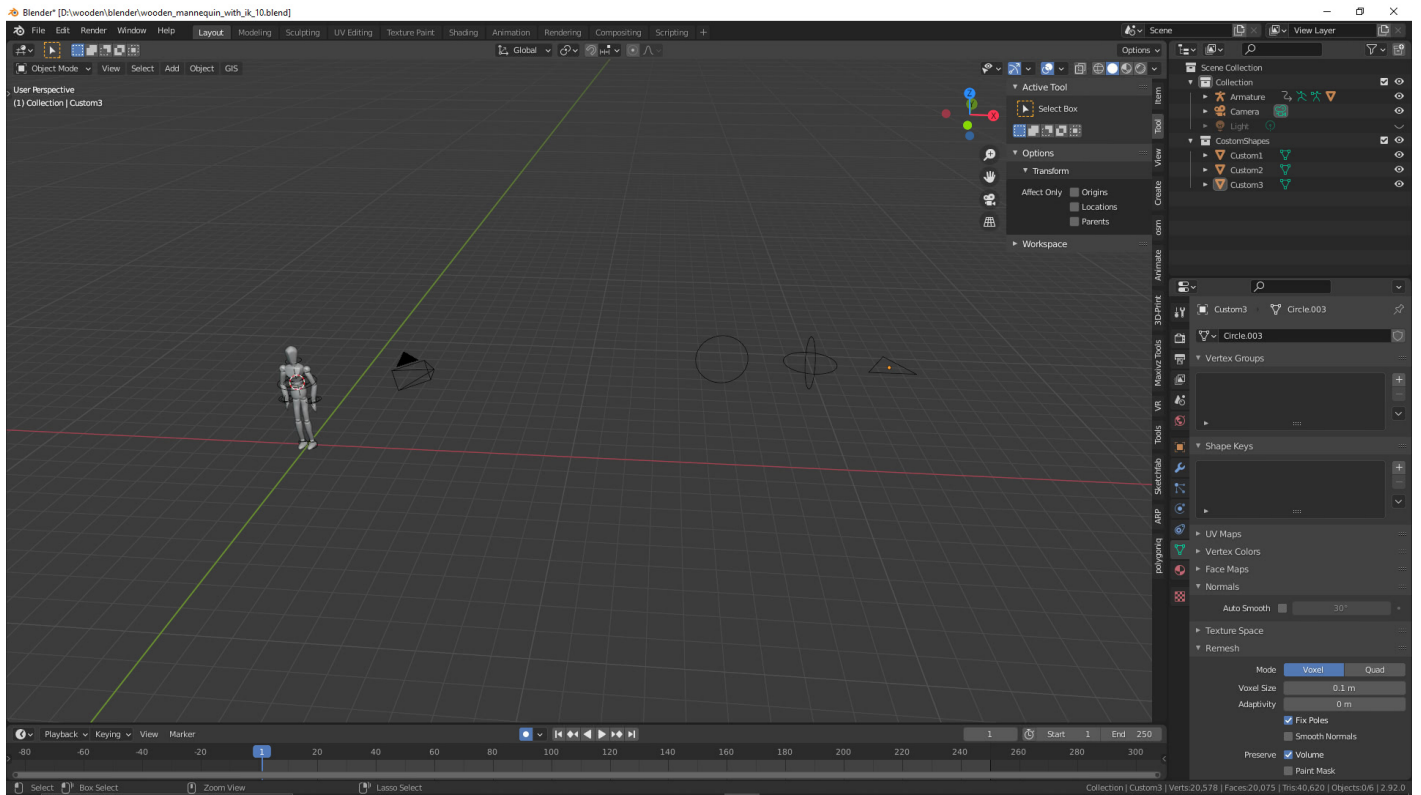 Blender* [D:\wooden\blender\wooden_mannequin_with_ik_10.blend]
File Edit Render Window Help Layout Modeling Sculpting UV Editing Texture Paint Shading Animation Rendering Compositing Scripting + Scene View Layer
Global Options
Object Mode View Select Add Object GIS
User Perspective
(1) Collection | Custom3
Z
Y
X
Active Tool
Select Box
Options
Transform
Affect Only Origins
Locations
Parents
Workspace
Item
Tool
View
Create
osm
Animate
3D-Print
Maxivz Tools
VR
Tools
Sketchfab
ARP
polygoniq
Scene Collection
Collection
Armature
Camera
Light
CostomShapes
Custom1
Custom2
Custom3
Custom3 Circle.003
Circle.003
Vertex Groups
Shape Keys
UV Maps
Vertex Colors
Face Maps
Normals
Auto Smooth 30°
Texture Space
Remesh
Mode Voxel Quad
Voxel Size 0.1 m
Adaptivity 0 m
Fix Poles
Smooth Normals
Preserve Volume
Paint Mask
Playback Keying View Marker 1 Start 1 End 250
-80 -60 -40 -20 1 20 40 60 80 100 120 140 160 180 200 220 240 260 280 300
Select Box Select Zoom View Lasso Select Collection | Custom3 | Verts:20,578 | Faces:20,075 | Tris:40,620 | Objects:0/6 | 2.92.0